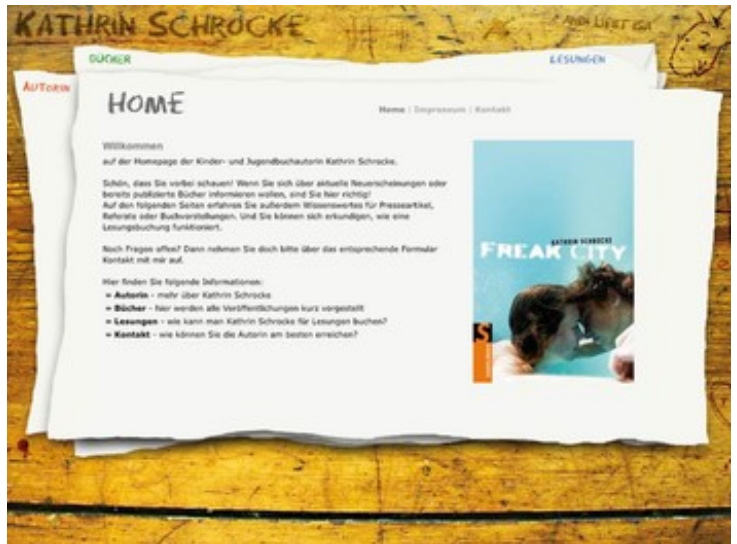 KATHRIN SCHROCKE
ANDI LIEBT ISA
BÜCHER
LESUNGEN
AUTORIN
HOME
Home | Impressum | Kontakt
Willkommen
auf der Homepage der Kinder- und Jugendbuchautorin Kathrin Schrocke.
Schön, dass Sie vorbei schauen! Wenn Sie sich über aktuelle Neuerscheinungen oder
bereits publizierte Bücher informieren wollen, sind Sie hier richtig!
Auf den folgenden Seiten erfahren Sie außerdem Wissenswertes für Presseartikel,
Referate oder Buchvorstellungen. Und Sie können sich erkundigen, wie eine
Lesungsbuchung funktioniert.
Noch Fragen offen? Dann nehmen Sie doch bitte über das entsprechende Formular
Kontakt mit mir auf.
Hier finden Sie folgende Informationen:
» Autorin - mehr über Kathrin Schrocke
» Bücher - hier werden alle Veröffentlichungen kurz vorgestellt
» Lesungen - wie kann man Kathrin Schrocke für Lesungen buchen?
» Kontakt - wie können Sie die Autorin am besten erreichen?
KATHRIN SCHROCKE
FREAK CITY
S